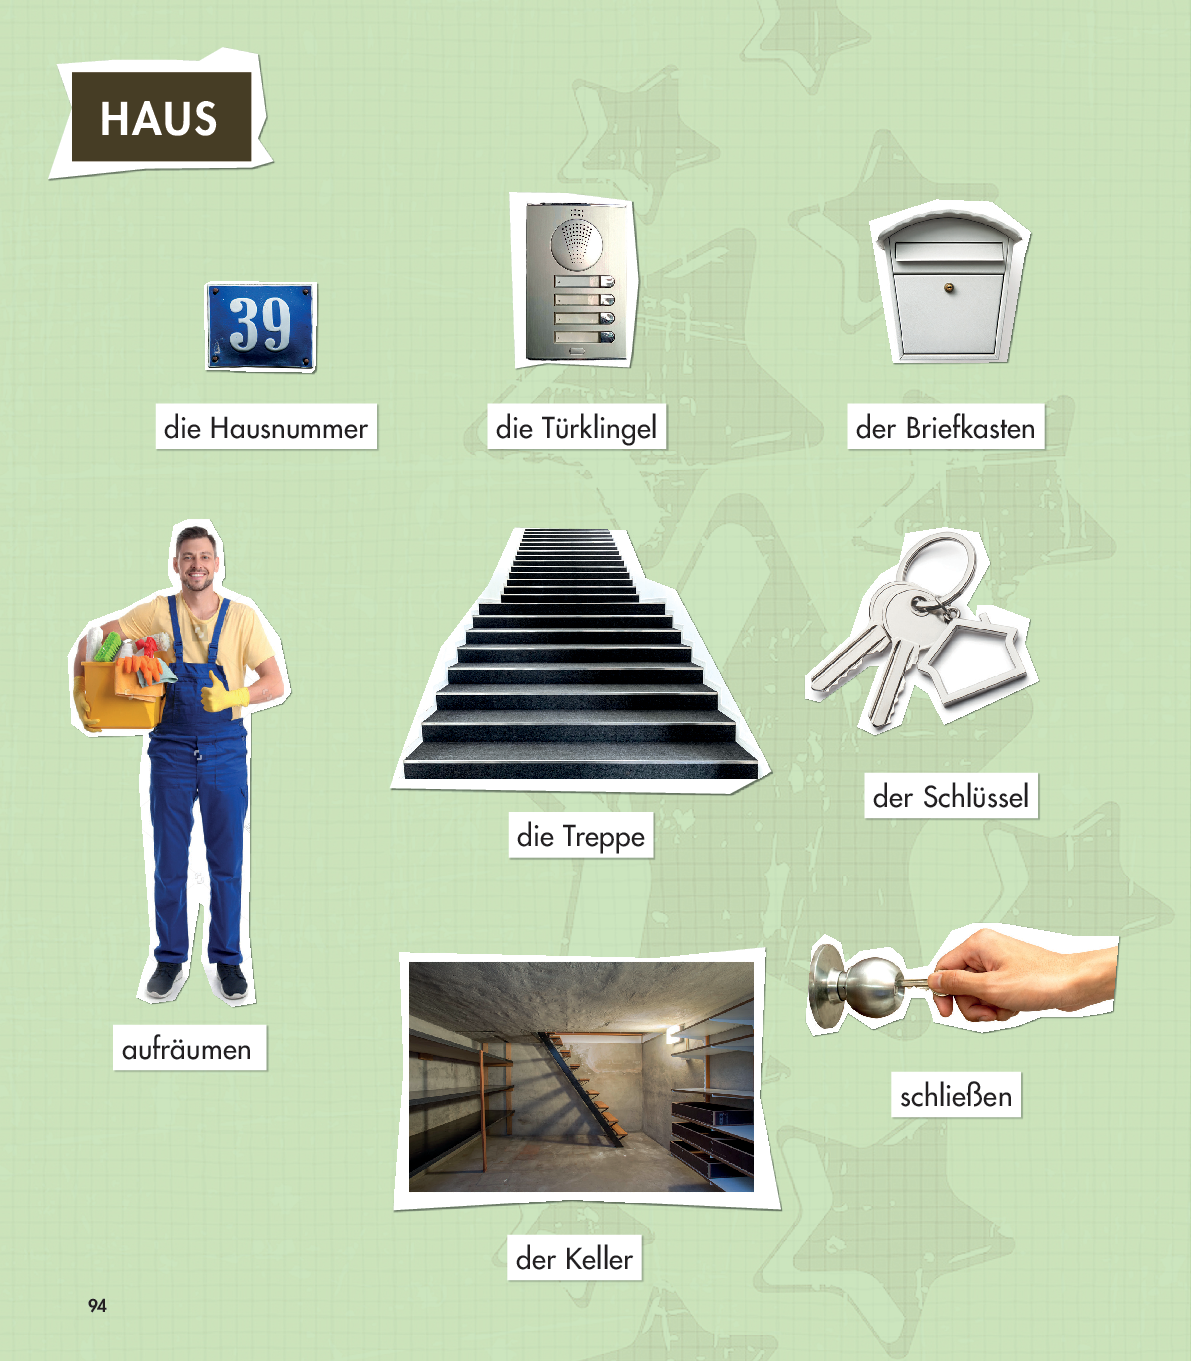 HAUS
39
die Hausnummer
die Türklingel
der Briefkasten
aufräumen
die Treppe
der Schlüssel
der Keller
schließen
94